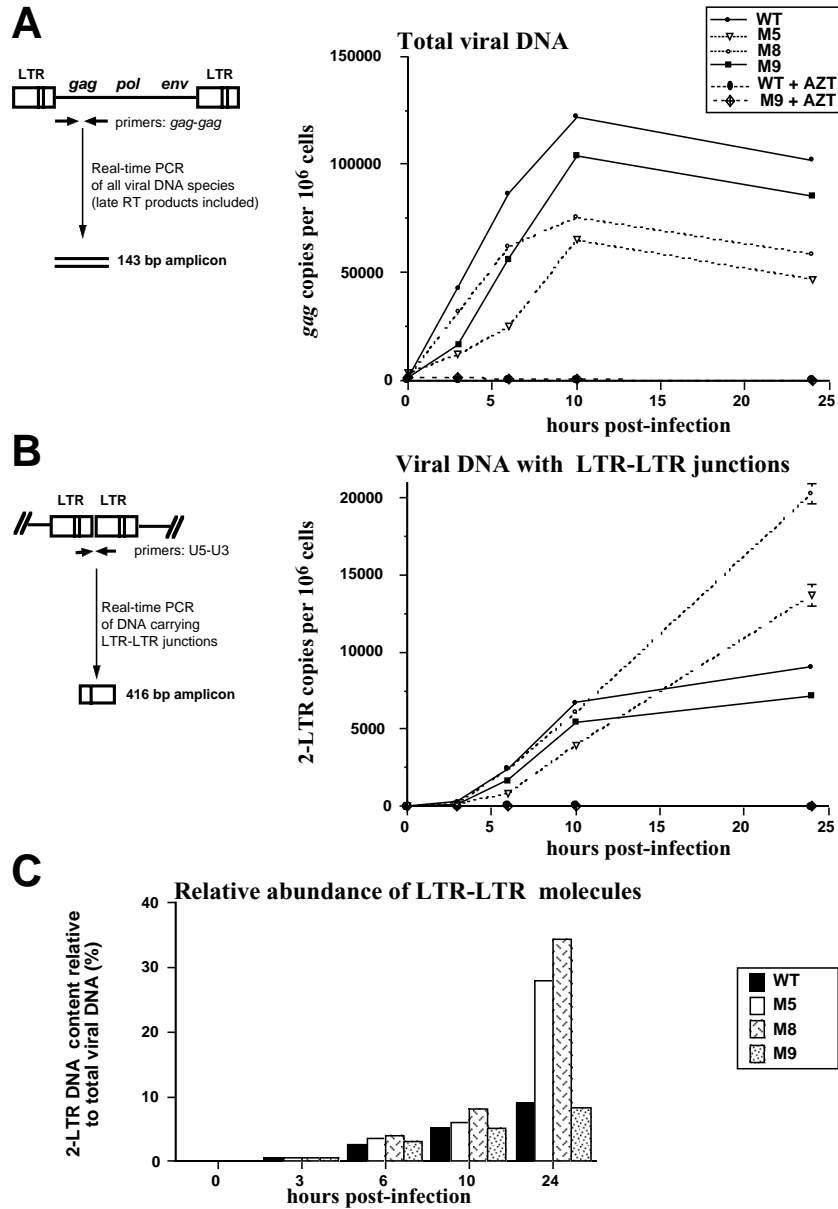 A
LTR
gag
pol
env
LTR
primers: gag-gag
Real-time PCR
of all viral DNA species
(late RT products included)
143 bp amplicon
Total viral DNA
WT
M5
M8
M9
WT + AZT
M9 + AZT
gag copies per 10⁶ cells
150000
100000
50000
0
0 5 10 15 20 25
hours post-infection
B
LTR LTR
primers: U5-U3
Real-time PCR
of DNA carrying
LTR-LTR junctions
416 bp amplicon
Viral DNA with LTR-LTR junctions
2-LTR copies per 10⁶ cells
20000
15000
10000
5000
0
0 5 10 15 20 25
hours post-infection
C
Relative abundance of LTR-LTR molecules
2-LTR DNA content relative
to total viral DNA (%)
40
30
20
10
0
0 3 6 10 24
hours post-infection
WT
M5
M8
M9